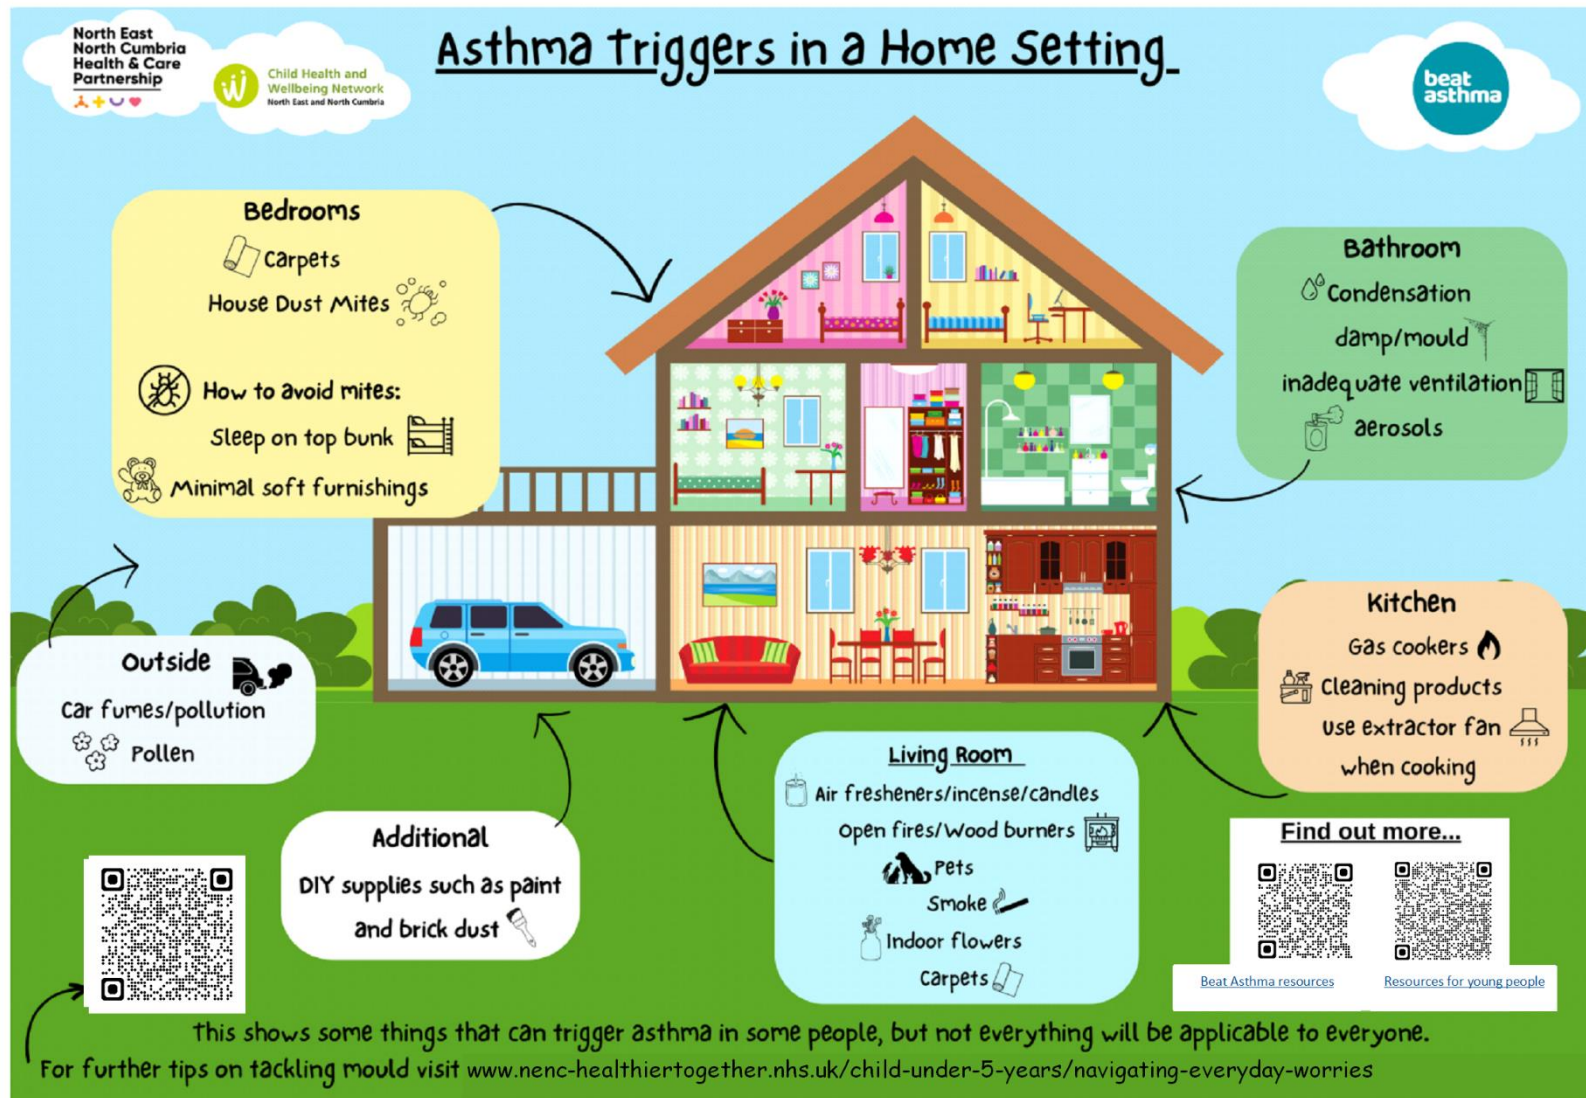 North East
North Cumbria
Health & Care
Partnership
Child Health and
Wellbeing Network
North East and North Cumbria
Asthma Triggers in a Home Setting
beat
asthma
Bedrooms
Carpets
House Dust Mites
How to avoid mites:
Sleep on top bunk
Minimal soft furnishings
Bathroom
Condensation
damp/mould
inadequate ventilation
aerosols
Outside
Car fumes/pollution
Pollen
Kitchen
Gas cookers
Cleaning products
use extractor fan
when cooking
Additional
DIY supplies such as paint
and brick dust
Living Room
Air fresheners/incense/candles
Open fires/Wood burners
Pets
Smoke
Indoor flowers
Carpets
Find out more...
Beat Asthma resources
Resources for young people
This shows some things that can trigger asthma in some people, but not everything will be applicable to everyone.
For further tips on tackling mould visit www.nenc-healthiertogether.nhs.uk/child-under-5-years/navigating-everyday-worries